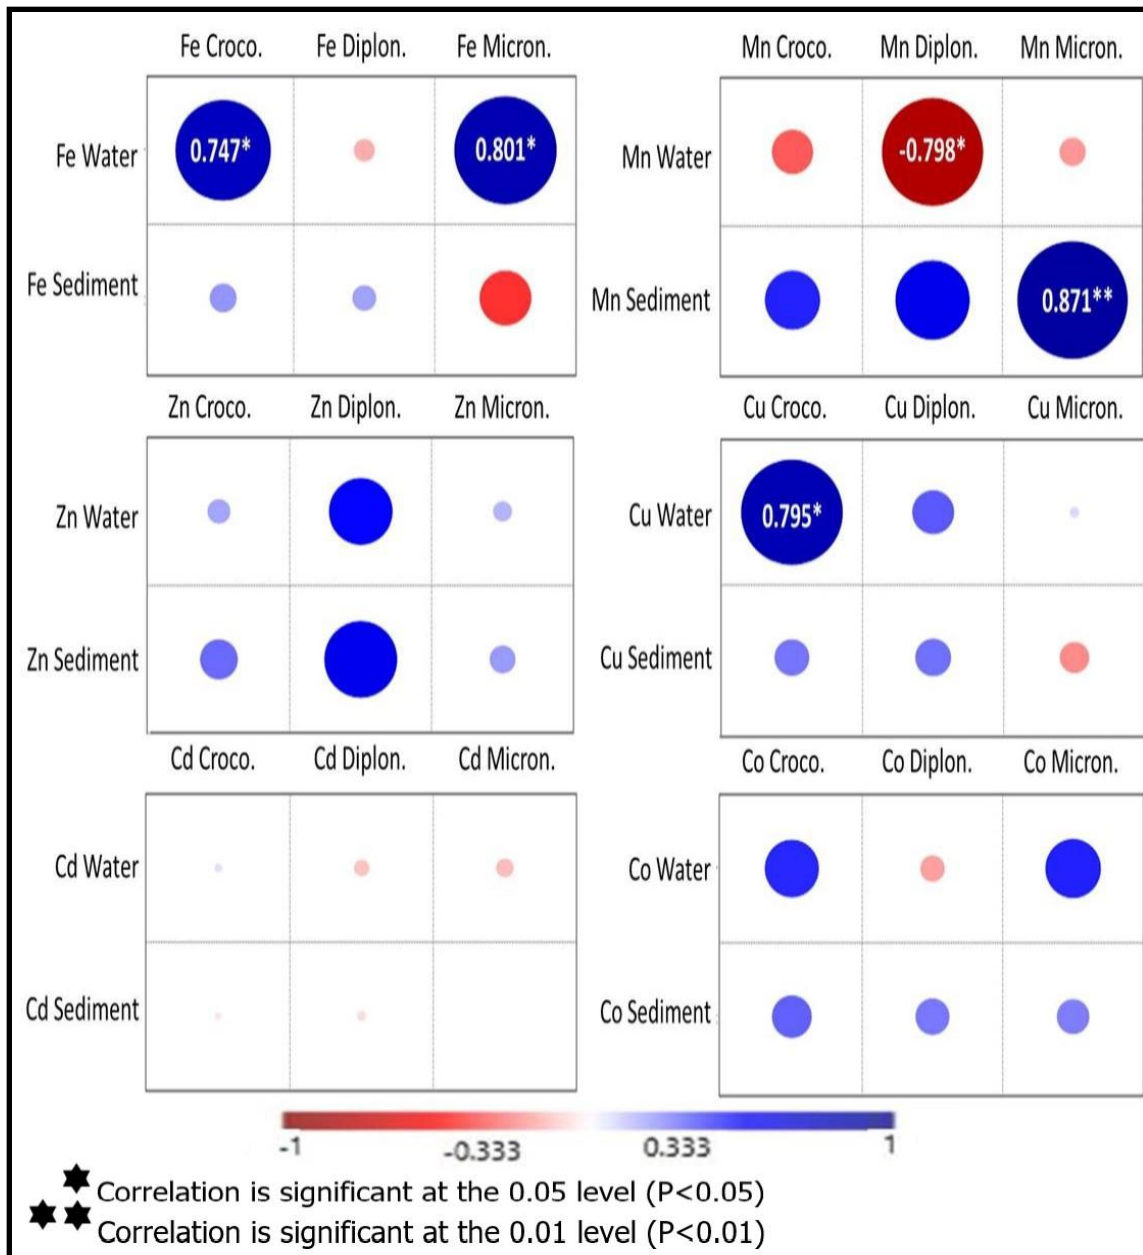 Fe Croco. Fe Diplon. Fe Micron.
Mn Croco. Mn Diplon. Mn Micron.
Fe Water 0.747* 0.801*
Mn Water -0.798*
Fe Sediment
Mn Sediment 0.871**
Zn Croco. Zn Diplon. Zn Micron.
Cu Croco. Cu Diplon. Cu Micron.
Zn Water
Cu Water 0.795*
Zn Sediment
Cu Sediment
Cd Croco. Cd Diplon. Cd Micron.
Co Croco. Co Diplon. Co Micron.
Cd Water
Co Water
Cd Sediment
Co Sediment
-1 -0.333 0.333 1
★ Correlation is significant at the 0.05 level (P<0.05)
★★ Correlation is significant at the 0.01 level (P<0.01)